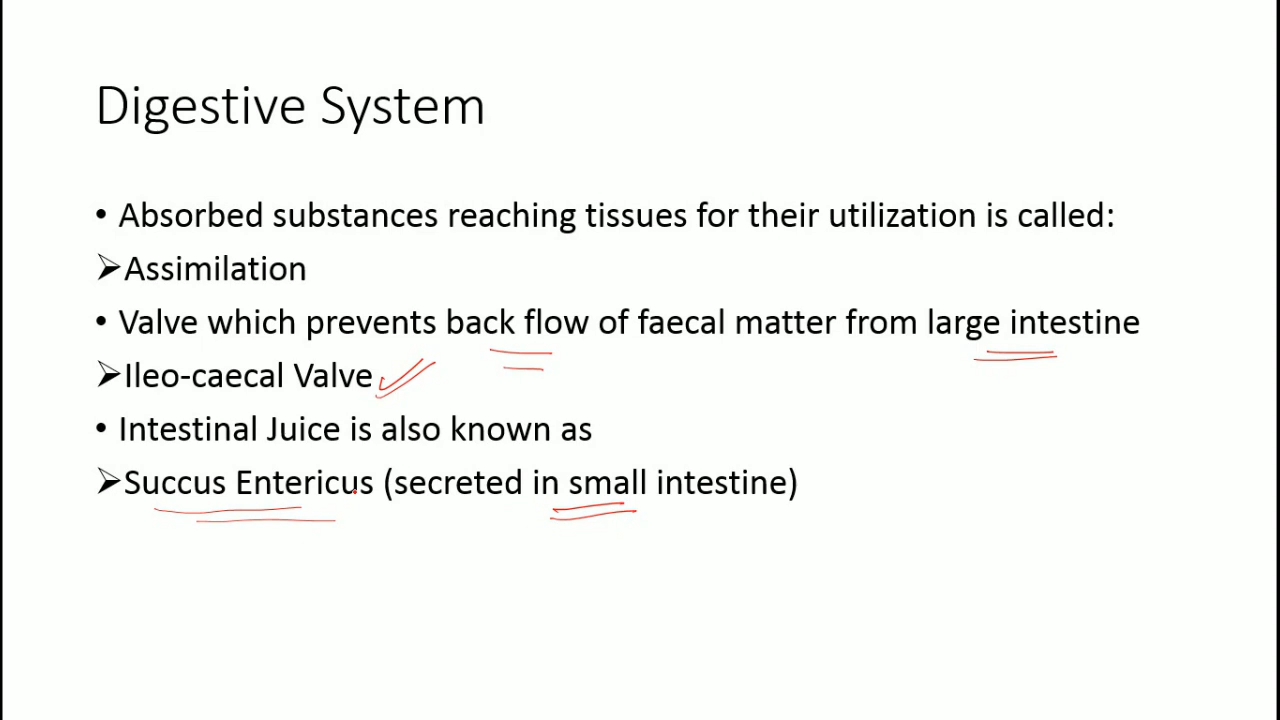 Digestive System
• Absorbed substances reaching tissues for their utilization is called:
➢Assimilation
• Valve which prevents back flow of faecal matter from large intestine
➢Ileo-caecal Valve
• Intestinal Juice is also known as
➢Succus Entericus (secreted in small intestine)